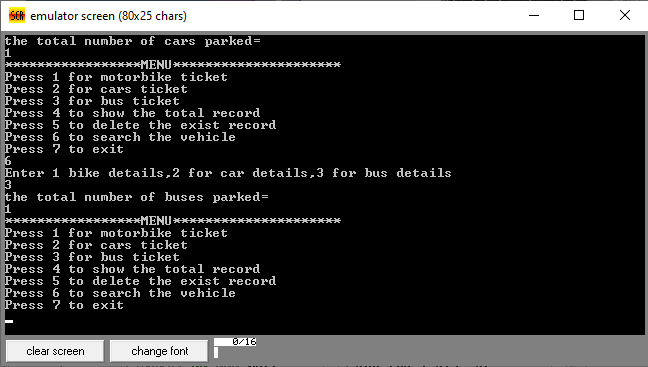 emulator screen (80x25 chars)
the total number of cars parked=
1
*****************MENU*********************
Press 1 for motorbike ticket
Press 2 for cars ticket
Press 3 for bus ticket
Press 4 to show the total record
Press 5 to delete the exist record
Press 6 to search the vehicle
Press 7 to exit
6
Enter 1 bike details,2 for car details,3 for bus details
3
the total number of buses parked=
1
*****************MENU*********************
Press 1 for motorbike ticket
Press 2 for cars ticket
Press 3 for bus ticket
Press 4 to show the total record
Press 5 to delete the exist record
Press 6 to search the vehicle
Press 7 to exit
clear screen change font 0/16